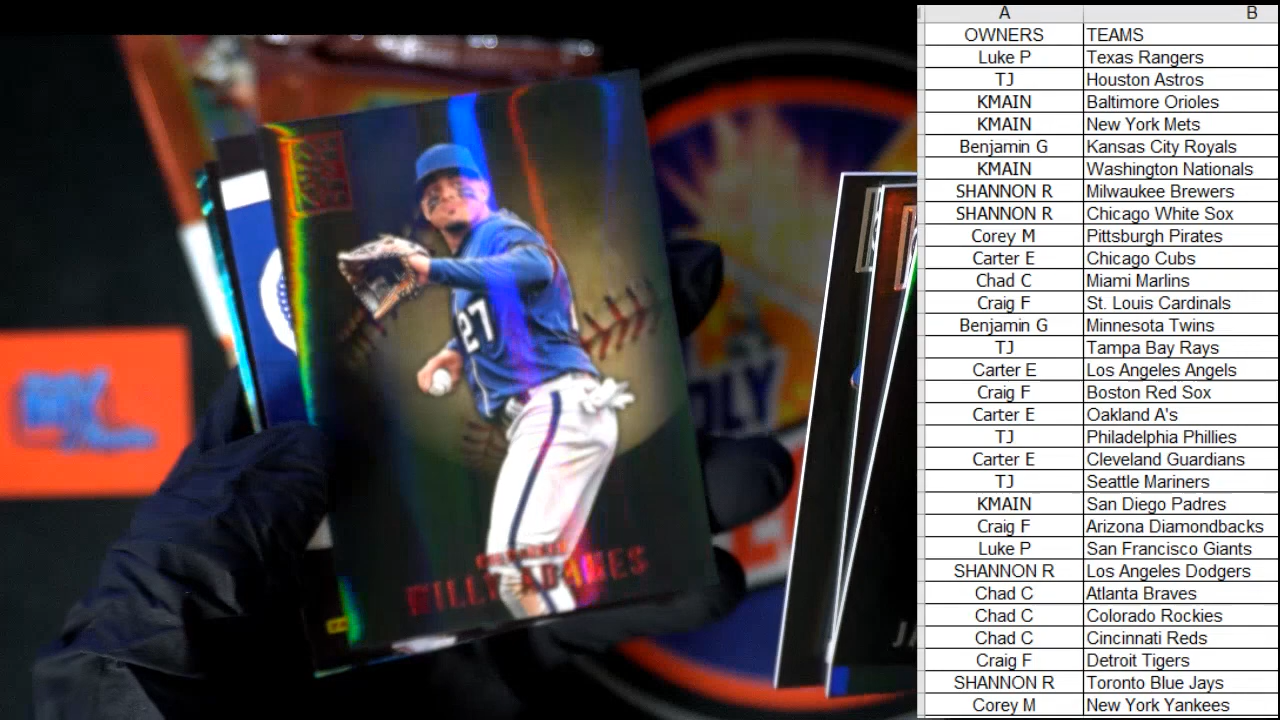 A B
OWNERS TEAMS
Luke P Texas Rangers
TJ Houston Astros
KMAIN Baltimore Orioles
KMAIN New York Mets
Benjamin G Kansas City Royals
KMAIN Washington Nationals
SHANNON R Milwaukee Brewers
SHANNON R Chicago White Sox
Corey M Pittsburgh Pirates
Carter E Chicago Cubs
Chad C Miami Marlins
Craig F St. Louis Cardinals
Benjamin G Minnesota Twins
TJ Tampa Bay Rays
Carter E Los Angeles Angels
Craig F Boston Red Sox
Carter E Oakland A's
TJ Philadelphia Phillies
Carter E Cleveland Guardians
TJ Seattle Mariners
KMAIN San Diego Padres
Craig F Arizona Diamondbacks
Luke P San Francisco Giants
SHANNON R Los Angeles Dodgers
Chad C Atlanta Braves
Chad C Colorado Rockies
Chad C Cincinnati Reds
Craig F Detroit Tigers
SHANNON R Toronto Blue Jays
Corey M New York Yankees
27
WILLY ADAMES